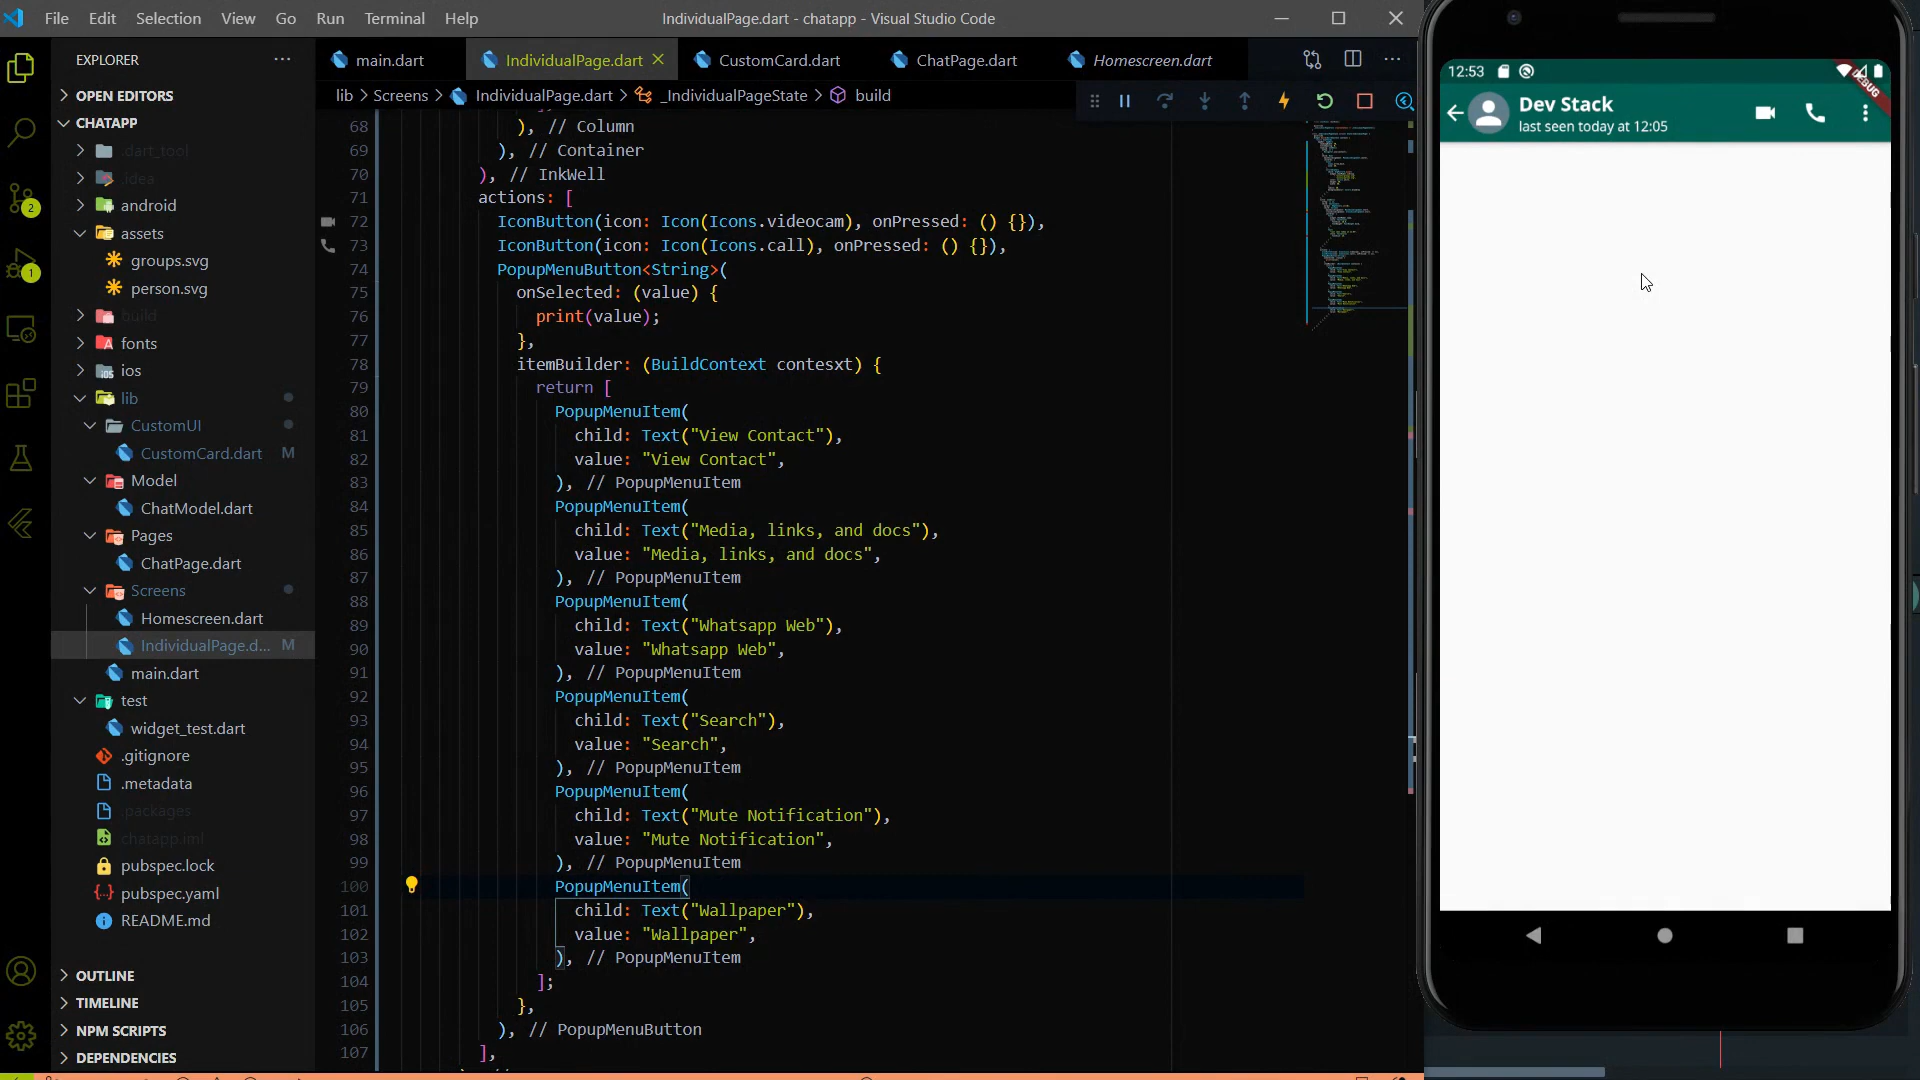 File Edit Selection View Go Run Terminal Help
IndividualPage.dart - chatapp - Visual Studio Code
EXPLORER
OPEN EDITORS
CHATAPP
.dart_tool
.idea
android
assets
groups.svg
person.svg
build
fonts
ios
lib
CustomUI
CustomCard.dart M
Model
ChatModel.dart
Pages
ChatPage.dart
Screens
Homescreen.dart
IndividualPage.d... M
main.dart
test
widget_test.dart
.gitignore
.metadata
.packages
chatapp.iml
pubspec.lock
pubspec.yaml
README.md
OUTLINE
TIMELINE
NPM SCRIPTS
DEPENDENCIES
2
1
main.dart IndividualPage.dart CustomCard.dart ChatPage.dart Homescreen.dart
lib > Screens > IndividualPage.dart > _IndividualPageState > build
68 ), // Column
69 ), // Container
70 ), // InkWell
71 actions: [
72 IconButton(icon: Icon(Icons.videocam), onPressed: () {}),
73 IconButton(icon: Icon(Icons.call), onPressed: () {}),
74 PopupMenuButton<String>(
75 onSelected: (value) {
76 print(value);
77 },
78 itemBuilder: (BuildContext contesxt) {
79 return [
80 PopupMenuItem(
81 child: Text("View Contact"),
82 value: "View Contact",
83 ), // PopupMenuItem
84 PopupMenuItem(
85 child: Text("Media, links, and docs"),
86 value: "Media, links, and docs",
87 ), // PopupMenuItem
88 PopupMenuItem(
89 child: Text("Whatsapp Web"),
90 value: "Whatsapp Web",
91 ), // PopupMenuItem
92 PopupMenuItem(
93 child: Text("Search"),
94 value: "Search",
95 ), // PopupMenuItem
96 PopupMenuItem(
97 child: Text("Mute Notification"),
98 value: "Mute Notification",
99 ), // PopupMenuItem
100 PopupMenuItem(
101 child: Text("Wallpaper"),
102 value: "Wallpaper",
103 ), // PopupMenuItem
104 ];
105 },
106 ), // PopupMenuButton
107 ],
12:53
DEBUG
Dev Stack
last seen today at 12:05